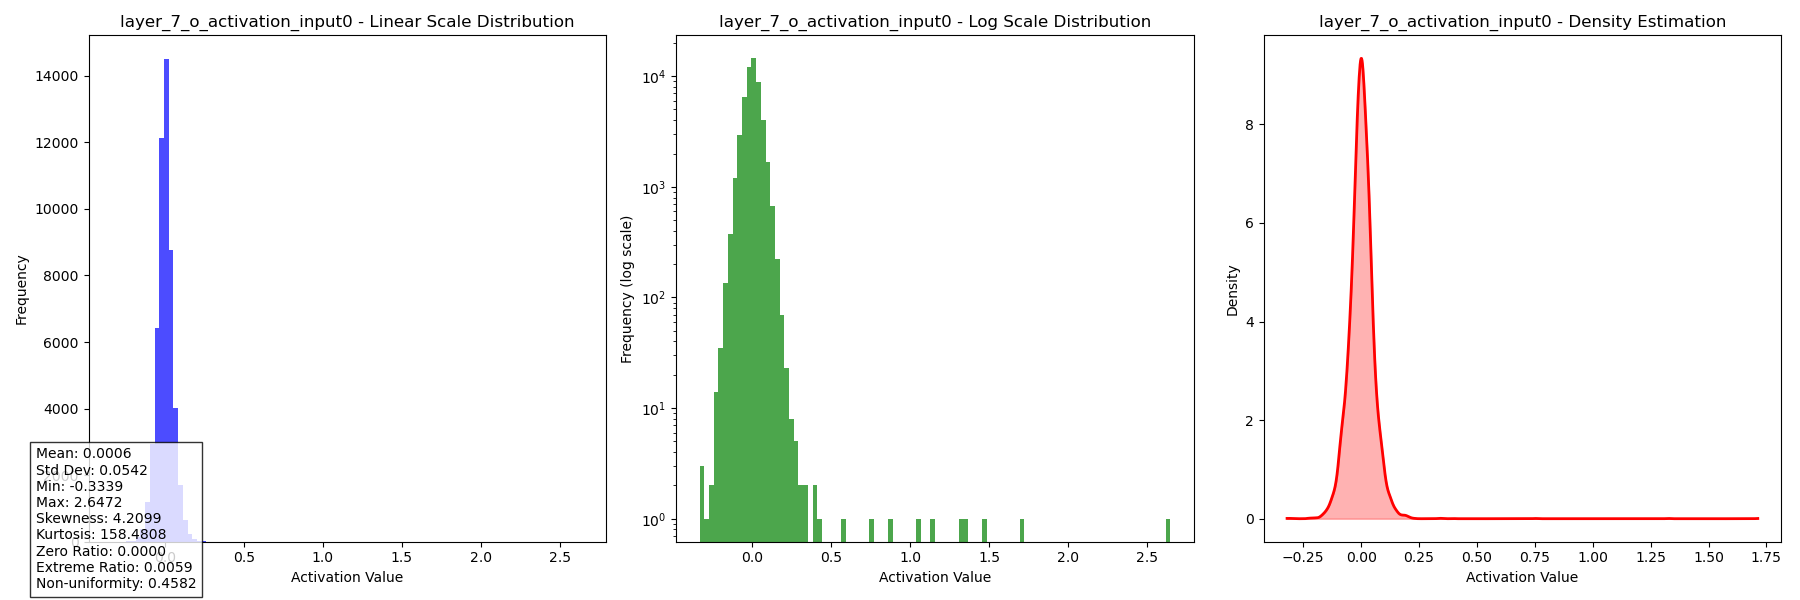 layer_7_o_activation_input0 - Linear Scale Distribution
14000
12000
10000
8000
6000
4000
Frequency
Mean: 0.0006
Std Dev: 0.0542
Min: -0.3339
Max: 2.6472
Skewness: 4.2099
Kurtosis: 158.4808
Zero Ratio: 0.0000
Extreme Ratio: 0.0059
Non-uniformity: 0.4582
2000
0
0.0
0.5
1.0
1.5
2.0
2.5
Activation Value
layer_7_o_activation_input0 - Log Scale Distribution
10⁴
10³
10²
10¹
10⁰
Frequency (log scale)
0.0
0.5
1.0
1.5
2.0
2.5
Activation Value
layer_7_o_activation_input0 - Density Estimation
8
6
4
2
0
Density
−0.25
0.00
0.25
0.50
0.75
1.00
1.25
1.50
1.75
Activation Value